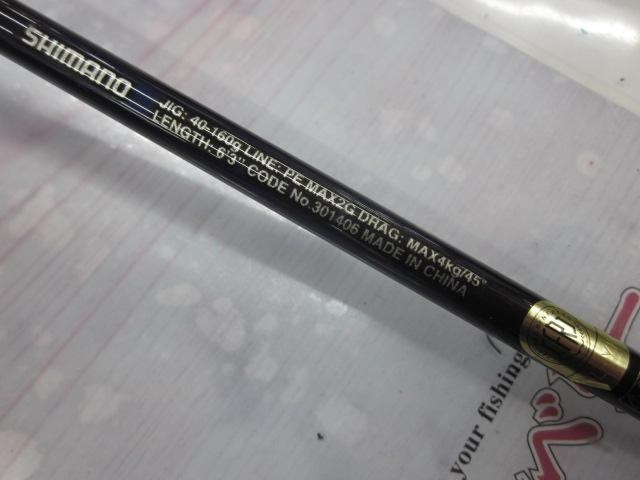 SHIMANO
JIG: 40-160g LINE: PE MAX2G DRAG: MAX4kg/45°
LENGTH: 6'3" CODE No.301406 MADE IN CHINA
your fishing